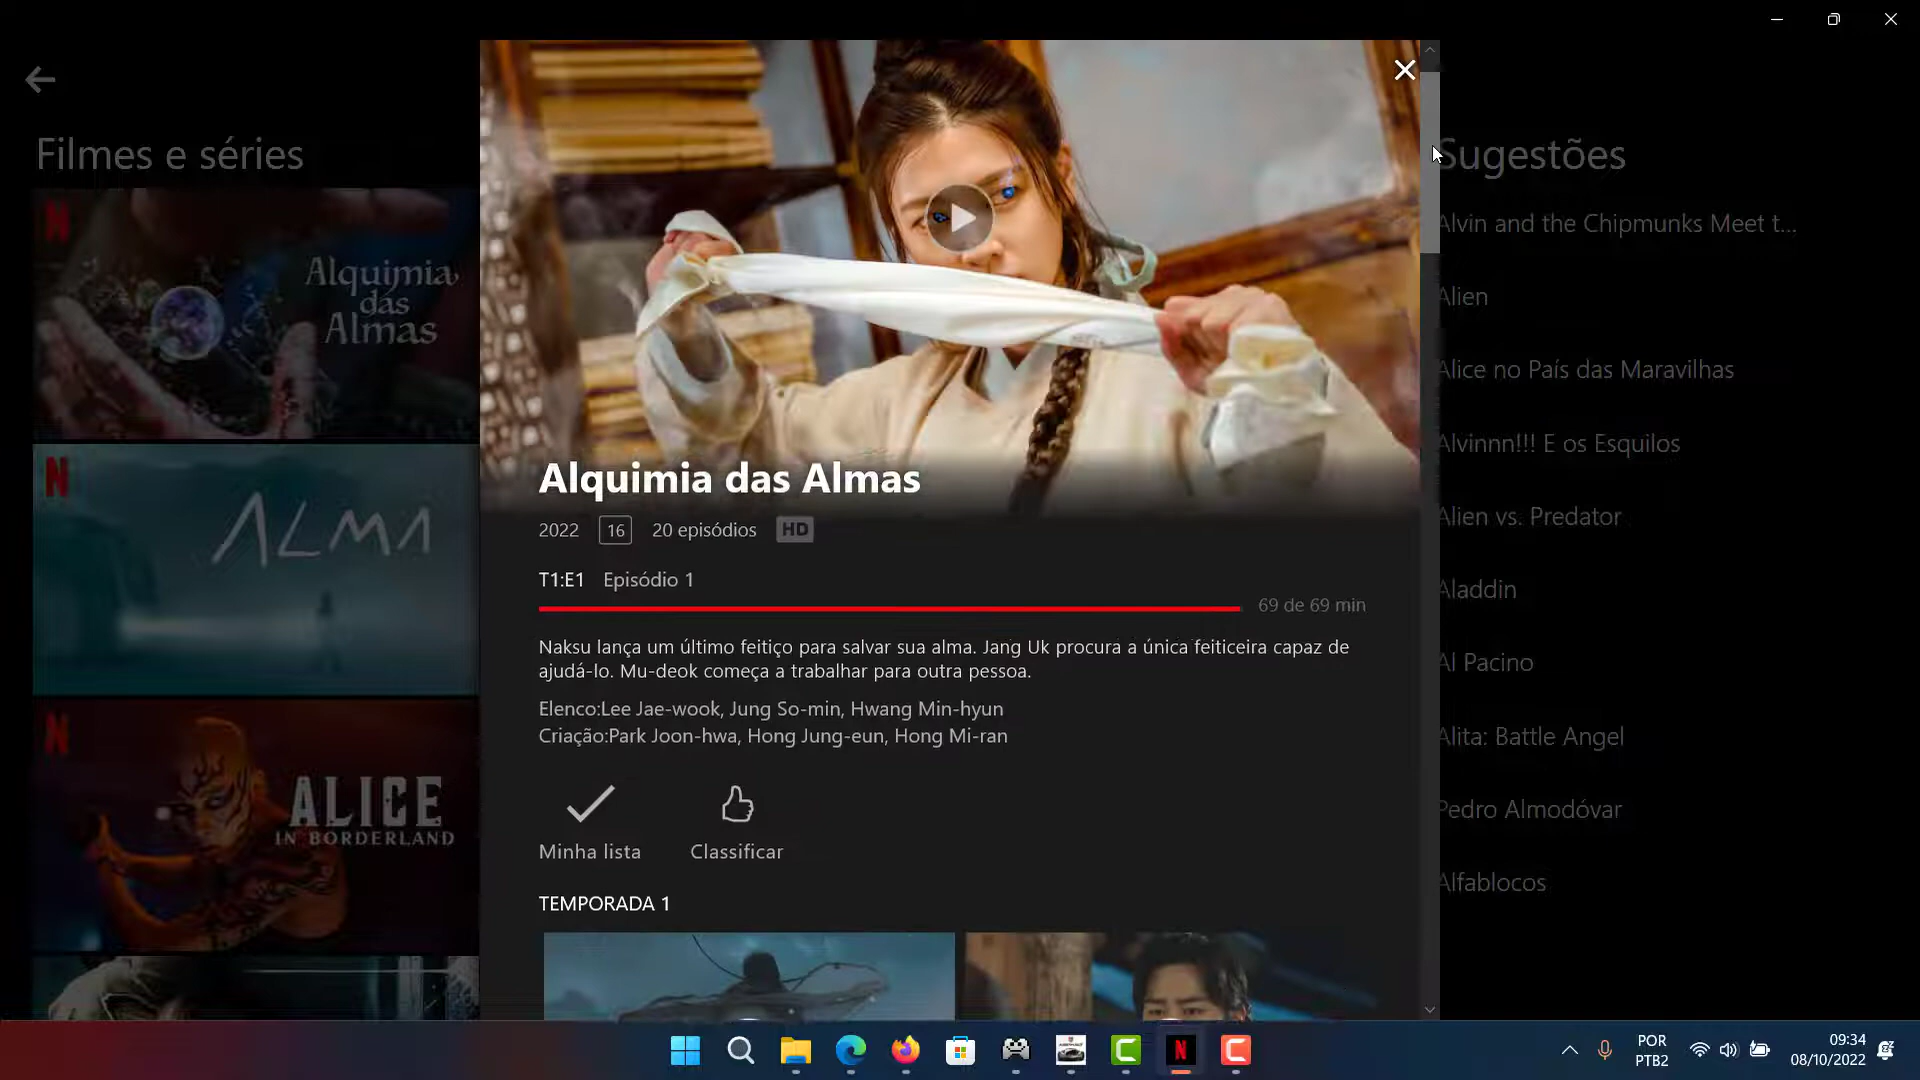 Filmes e séries
N
Alquimia
das
Almas
N
ALMA
N
ALICE
IN BORDERLAND
Alquimia das Almas
2022 16 20 episódios HD
T1:E1 Episódio 1
69 de 69 min
Naksu lança um último feitiço para salvar sua alma. Jang Uk procura a única feiticeira capaz de
ajudá-lo. Mu-deok começa a trabalhar para outra pessoa.
Elenco:Lee Jae-wook, Jung So-min, Hwang Min-hyun
Criação:Park Joon-hwa, Hong Jung-eun, Hong Mi-ran
Minha lista Classificar
TEMPORADA 1
Sugestões
Alvin and the Chipmunks Meet t...
Alien
Alice no País das Maravilhas
Alvinnn!!! E os Esquilos
Alien vs. Predator
Aladdin
Al Pacino
Alita: Battle Angel
Pedro Almodóvar
Alfablocos
N
POR
PTB2
09:34
08/10/2022